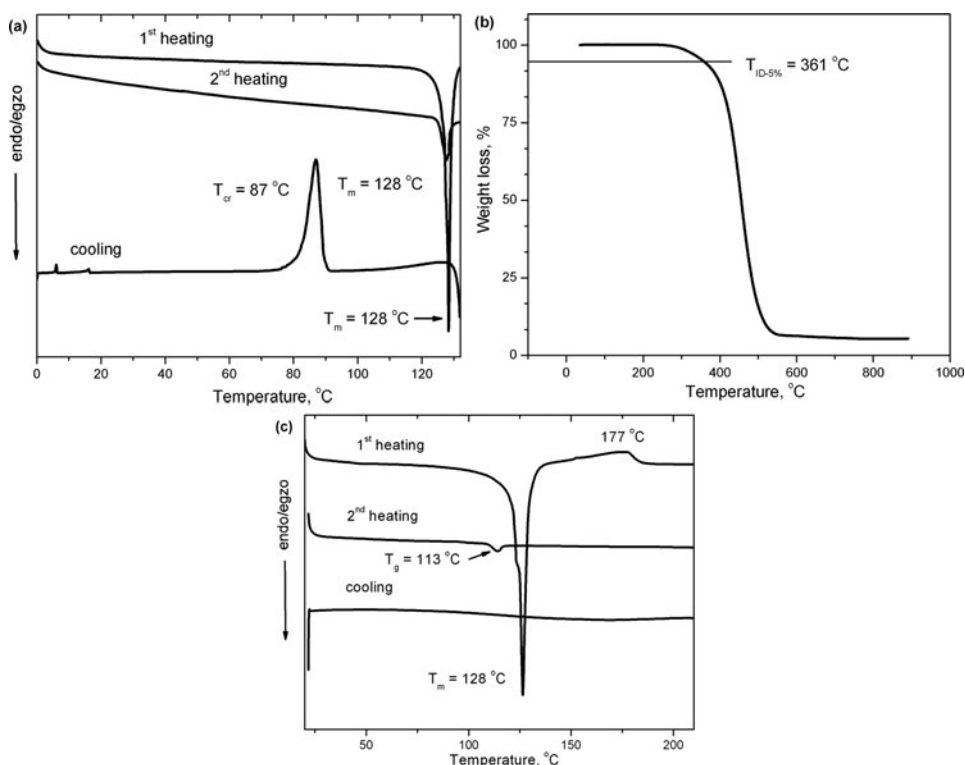 (a)
1st heating
2nd heating
Tcr = 87 °C
Tm = 128 °C
cooling
Tm = 128 °C
endo/egzo
0 20 40 60 80 100 120
Temperature, °C
(b)
TID-5% = 361 °C
Weight loss, %
100
75
50
25
0
0 200 400 600 800 1000
Temperature, °C
(c)
1st heating
177 °C
2nd heating
Tg = 113 °C
cooling
Tm = 128 °C
endo/egzo
50 100 150 200
Temperature, °C